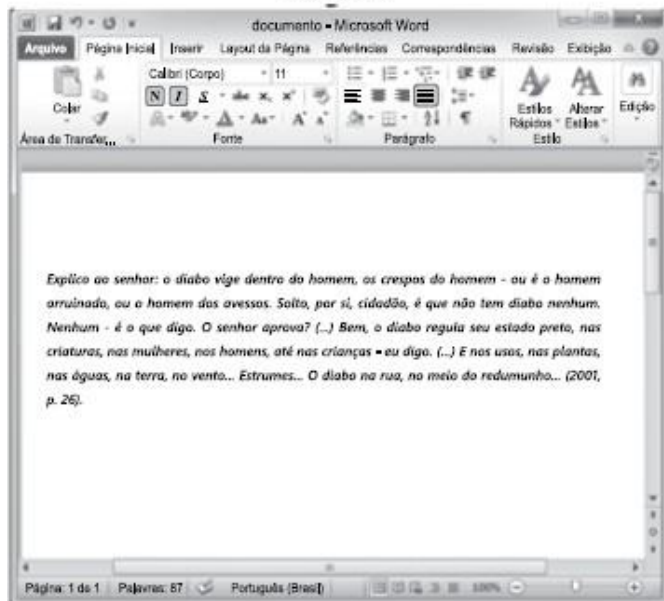 documento - Microsoft Word
Arquivo Página Inicial Inserir Layout da Página Referências Correspondências Revisão Exibição
Calibri (Corpo) 11
N I S abc x, x²
Colar
A Aa A A
Estilos Rápidos
Alterar Estilos
Edição
Área de Transfer... Fonte Parágrafo Estilo
Explico ao senhor: o diabo vige dentro do homem, os crespos do homem - ou é o homem
arruinado, ou o homem dos avessos. Solto, por si, cidadão, é que não tem diabo nenhum.
Nenhum - é o que digo. O senhor aprova? (...) Bem, o diabo regula seu estado preto, nas
criaturas, nas mulheres, nos homens, até nas crianças - eu digo. (...) E nos usos, nas plantas,
nas águas, na terra, no vento... Estrumes... O diabo na rua, no meio do redumunho... (2001,
p. 26).
Página: 1 de 1 Palavras: 87 Português (Brasil) 100%